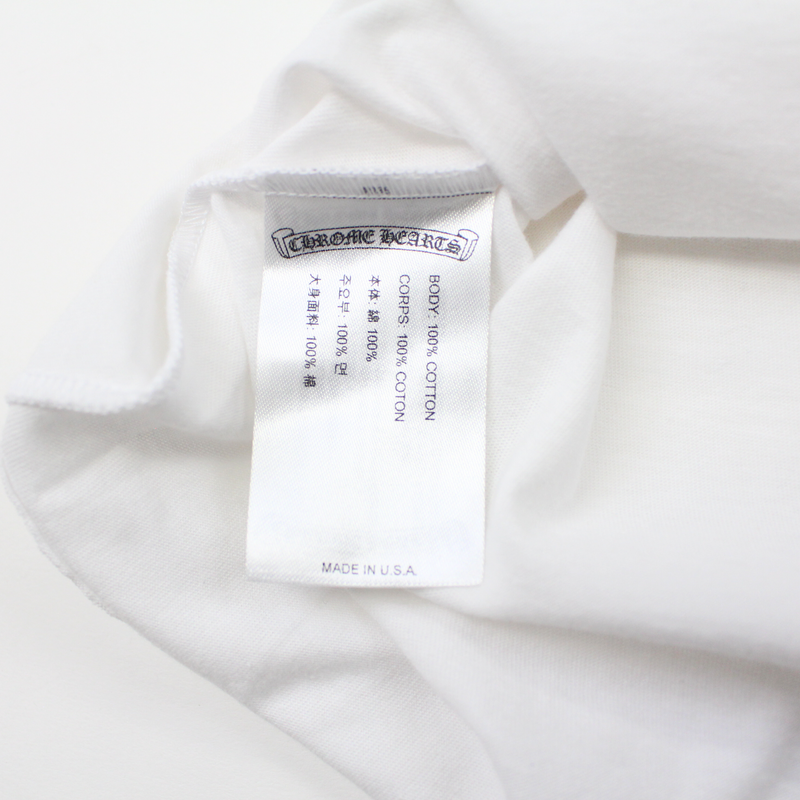 CHROME HEARTS
BODY: 100% COTTON
CORPS: 100% COTON
本体: 綿 100%
주요부: 100% 면
大身面料: 100% 棉
MADE IN U.S.A.